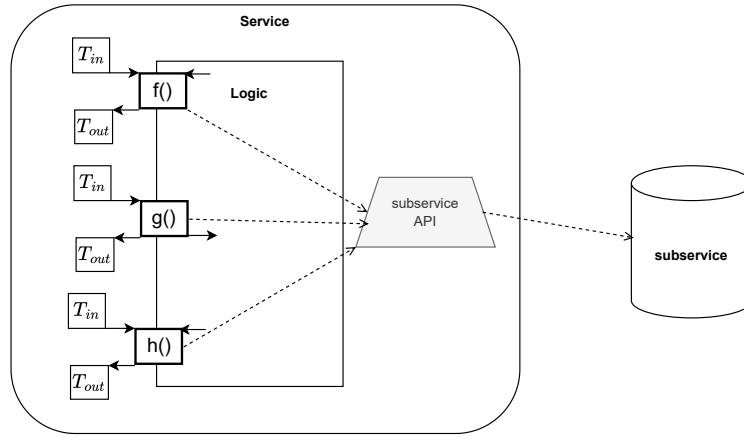 Service
T_in
f()
Logic
T_out
T_in
g()
T_out
subservice
API
subservice
T_in
h()
T_out